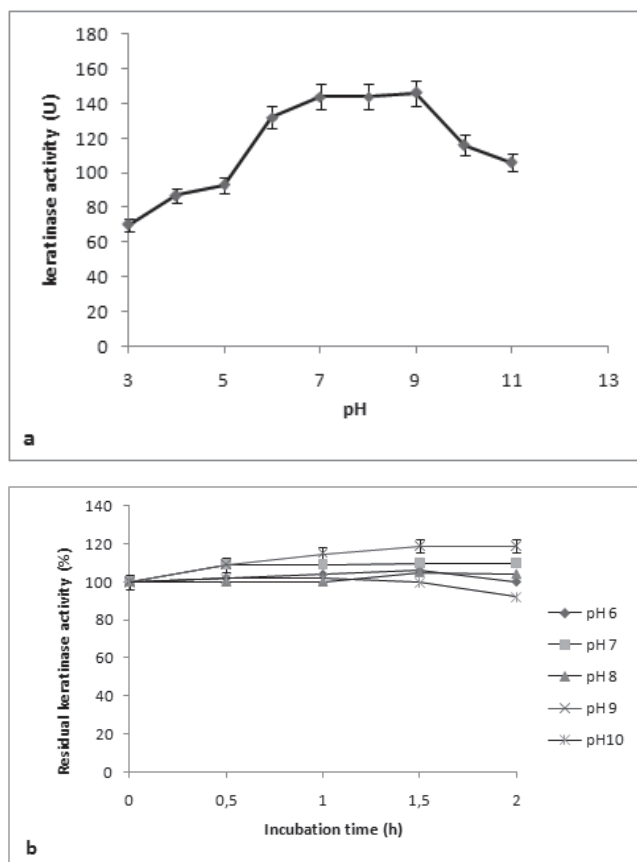 180
160
140
120
100
80
60
40
20
0
keratinase activity (U)
3 5 7 9 11 13
pH
a
140
120
100
80
60
40
20
0
Residual keratinase activity (%)
0 0,5 1 1,5 2
Incubation time (h)
pH 6
pH 7
pH 8
pH 9
pH10
b